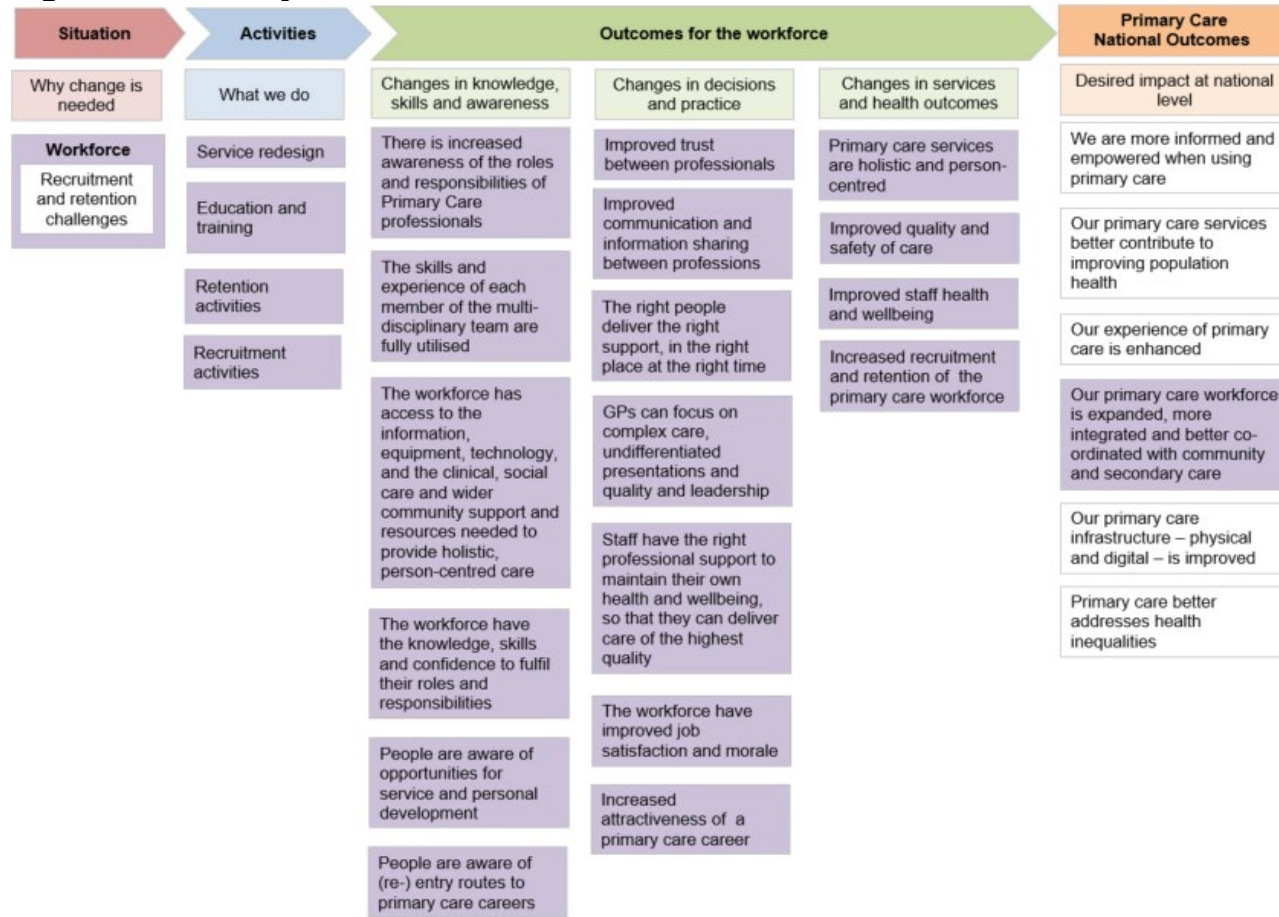 Situation
Activities
Outcomes for the workforce
Primary Care
National Outcomes
Why change is
needed
What we do
Changes in knowledge,
skills and awareness
Changes in decisions
and practice
Changes in services
and health outcomes
Desired impact at national
level
Workforce
Recruitment
and retention
challenges
Service redesign
Education and
training
Retention
activities
Recruitment
activities
There is increased
awareness of the roles
and responsibilities of
Primary Care
professionals
The skills and
experience of each
member of the multi-
disciplinary team are
fully utilised
The workforce has
access to the
information,
equipment, technology,
and the clinical, social
care and wider
community support and
resources needed to
provide holistic,
person-centred care
The workforce have
the knowledge, skills
and confidence to fulfil
their roles and
responsibilities
People are aware of
opportunities for
service and personal
development
People are aware of
(re-) entry routes to
primary care careers
Improved trust
between professionals
Improved
communication and
information sharing
between professions
The right people
deliver the right
support, in the right
place at the right time
GPs can focus on
complex care,
undifferentiated
presentations and
quality and leadership
Staff have the right
professional support to
maintain their own
health and wellbeing,
so that they can deliver
care of the highest
quality
The workforce have
improved job
satisfaction and morale
Increased
attractiveness of a
primary care career
Primary care services
are holistic and person-
centred
Improved quality and
safety of care
Improved staff health
and wellbeing
Increased recruitment
and retention of the
primary care workforce
We are more informed and
empowered when using
primary care
Our primary care services
better contribute to
improving population
health
Our experience of primary
care is enhanced
Our primary care workforce
is expanded, more
integrated and better co-
ordinated with community
and secondary care
Our primary care
infrastructure – physical
and digital – is improved
Primary care better
addresses health
inequalities